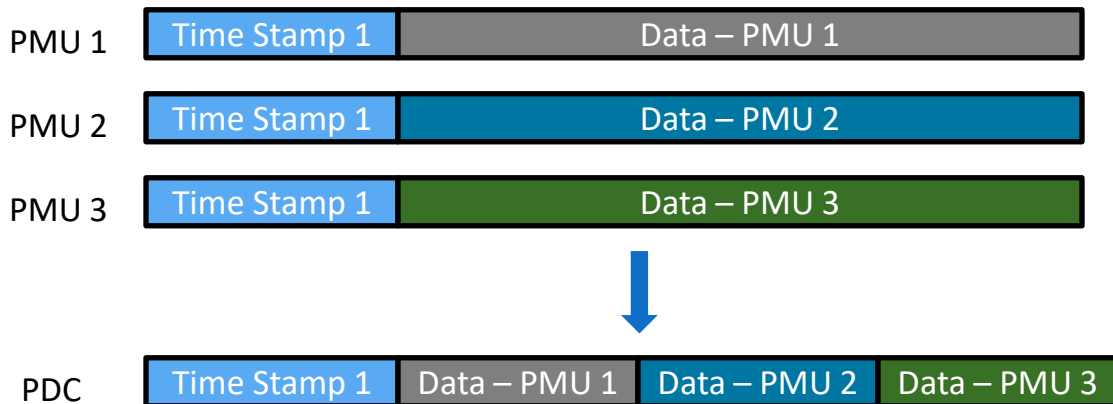 PMU 1 Time Stamp 1 Data – PMU 1
PMU 2 Time Stamp 1 Data – PMU 2
PMU 3 Time Stamp 1 Data – PMU 3
PDC Time Stamp 1 Data – PMU 1 Data – PMU 2 Data – PMU 3